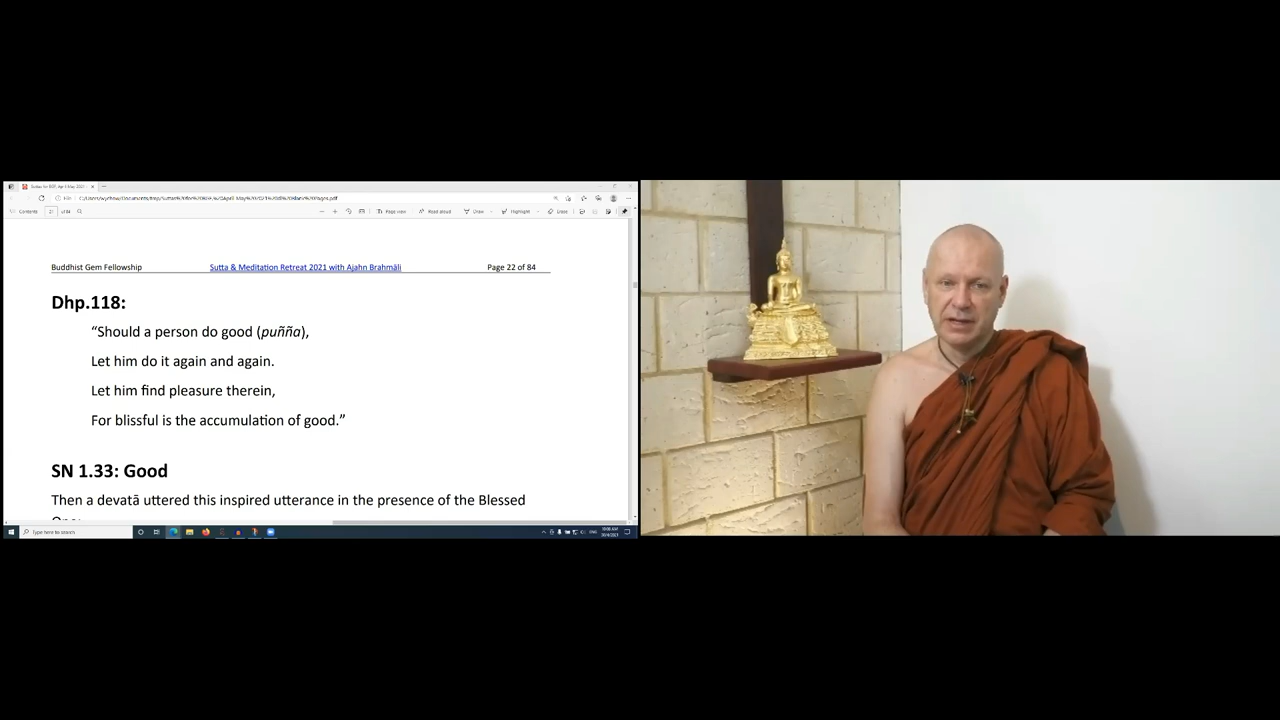 Buddhist Gem Fellowship Sutta & Meditation Retreat 2021 with Ajahn Brahmāli Page 22 of 84
Dhp.118:
“Should a person do good (puñña),
Let him do it again and again.
Let him find pleasure therein,
For blissful is the accumulation of good.”
SN 1.33: Good
Then a devatā uttered this inspired utterance in the presence of the Blessed
Type here to search